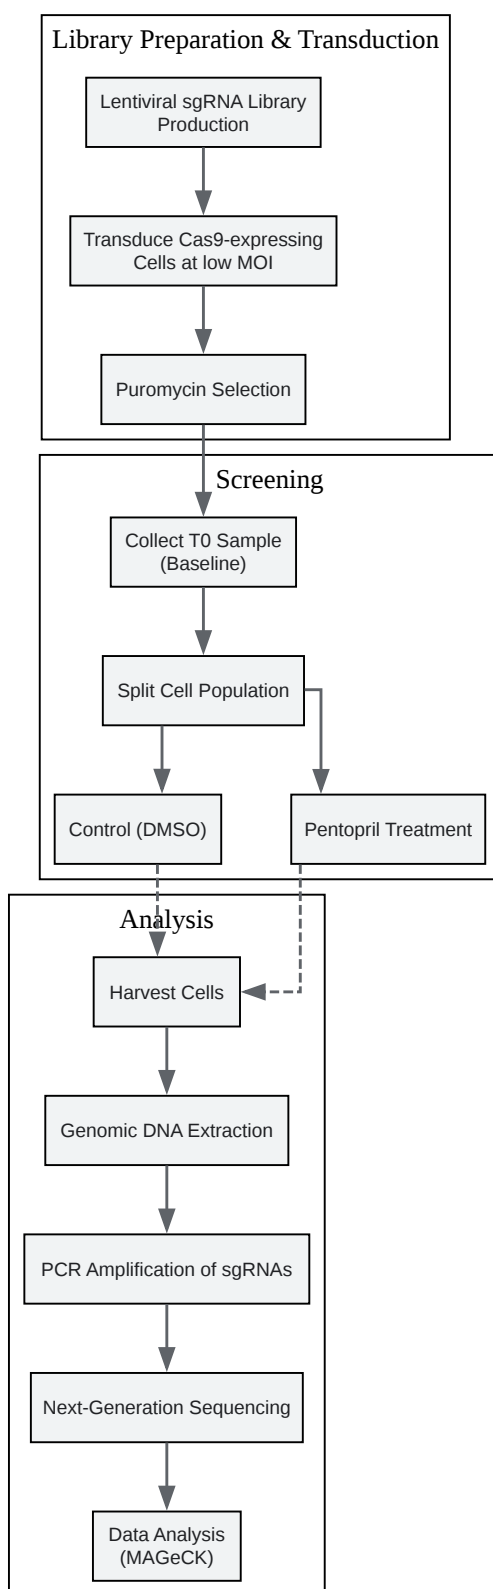 Library Preparation & Transduction
Lentiviral sgRNA Library
Production
Transduce Cas9-expressing
Cells at low MOI
Puromycin Selection
Screening
Collect T0 Sample
(Baseline)
Split Cell Population
Control (DMSO)
Pentopril Treatment
Analysis
Harvest Cells
Genomic DNA Extraction
PCR Amplification of sgRNAs
Next-Generation Sequencing
Data Analysis
(MAGeCK)